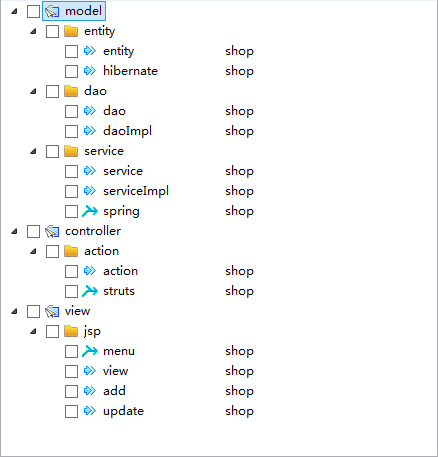 model
entity
entity shop
hibernate shop
dao
dao shop
daoImpl shop
service
service shop
serviceImpl shop
spring shop
controller
action
action shop
struts shop
view
jsp
menu shop
view shop
add shop
update shop